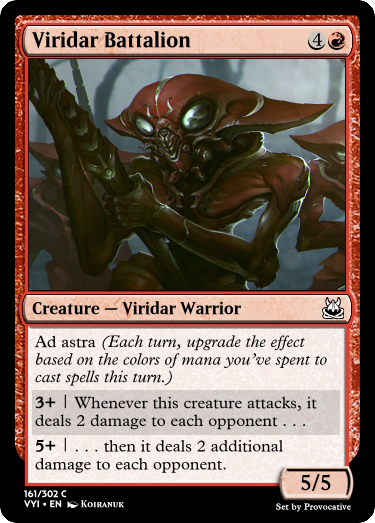 Viridar Battalion 4
Creature — Viridar Warrior
Ad astra (Each turn, upgrade the effect
based on the colors of mana you’ve spent to
cast spells this turn.)
3+ | Whenever this creature attacks, it
deals 2 damage to each opponent . . .
5+ | . . . then it deals 2 additional
damage to each opponent.
5/5
161/302 C
VYI • EN KOIRANUK
Set by Provocative